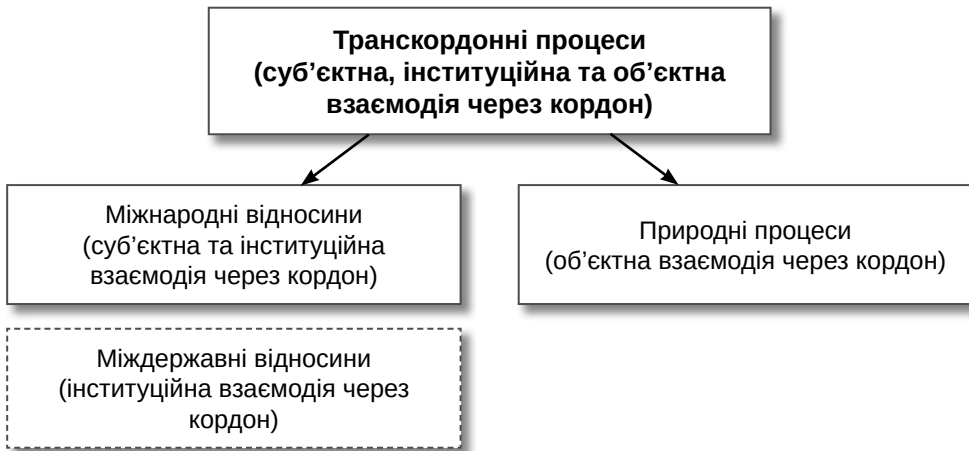 Транскордонні процеси
(суб’єктна, інституційна та об’єктна
взаємодія через кордон)
Міжнародні відносини
(суб’єктна та інституційна
взаємодія через кордон)
Природні процеси
(об’єктна взаємодія через кордон)
Міждержавні відносини
(інституційна взаємодія через
кордон)